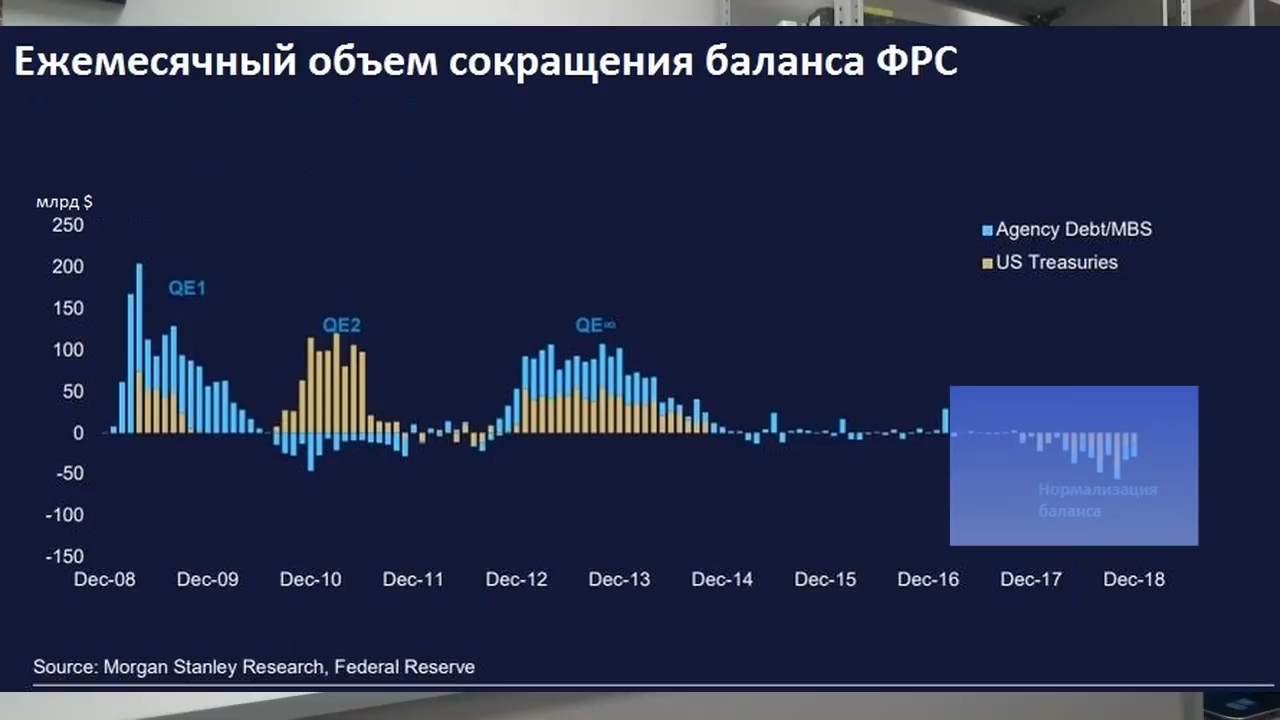 Ежемесячный объем сокращения баланса ФРС
млрд $
250
200
150
100
50
0
-50
-100
-150
QE1
QE2
QE∞
Agency Debt/MBS
US Treasuries
Нормализация
баланса
Dec-08 Dec-09 Dec-10 Dec-11 Dec-12 Dec-13 Dec-14 Dec-15 Dec-16 Dec-17 Dec-18
Source: Morgan Stanley Research, Federal Reserve